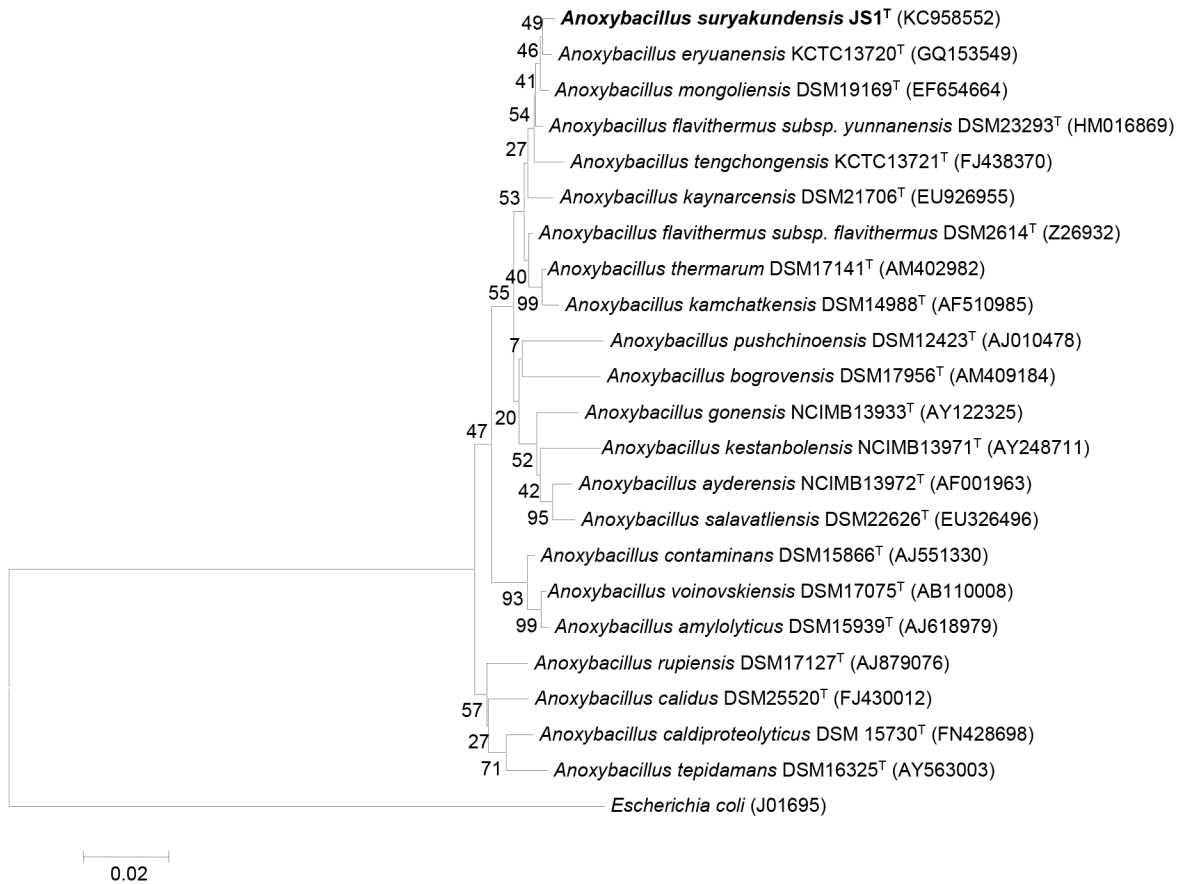 49
Anoxybacillus suryakundensis JS1ᵀ (KC958552)
46
Anoxybacillus eryuanensis KCTC13720ᵀ (GQ153549)
41
Anoxybacillus mongoliensis DSM19169ᵀ (EF654664)
54
Anoxybacillus flavithermus subsp. yunnanensis DSM23293ᵀ (HM016869)
27
Anoxybacillus tengchongensis KCTC13721ᵀ (FJ438370)
53
Anoxybacillus kaynarcensis DSM21706ᵀ (EU926955)
Anoxybacillus flavithermus subsp. flavithermus DSM2614ᵀ (Z26932)
40
Anoxybacillus thermarum DSM17141ᵀ (AM402982)
55
99
Anoxybacillus kamchatkensis DSM14988ᵀ (AF510985)
7
Anoxybacillus pushchinoensis DSM12423ᵀ (AJ010478)
Anoxybacillus bogrovensis DSM17956ᵀ (AM409184)
20
Anoxybacillus gonensis NCIMB13933ᵀ (AY122325)
47
Anoxybacillus kestanbolensis NCIMB13971ᵀ (AY248711)
52
Anoxybacillus ayderensis NCIMB13972ᵀ (AF001963)
42
95
Anoxybacillus salavatliensis DSM22626ᵀ (EU326496)
Anoxybacillus contaminans DSM15866ᵀ (AJ551330)
93
Anoxybacillus voinovskiensis DSM17075ᵀ (AB110008)
99
Anoxybacillus amylolyticus DSM15939ᵀ (AJ618979)
Anoxybacillus rupiensis DSM17127ᵀ (AJ879076)
57
Anoxybacillus calidus DSM25520ᵀ (FJ430012)
27
Anoxybacillus caldiproteolyticus DSM 15730ᵀ (FN428698)
71
Anoxybacillus tepidamans DSM16325ᵀ (AY563003)
Escherichia coli (J01695)
0.02